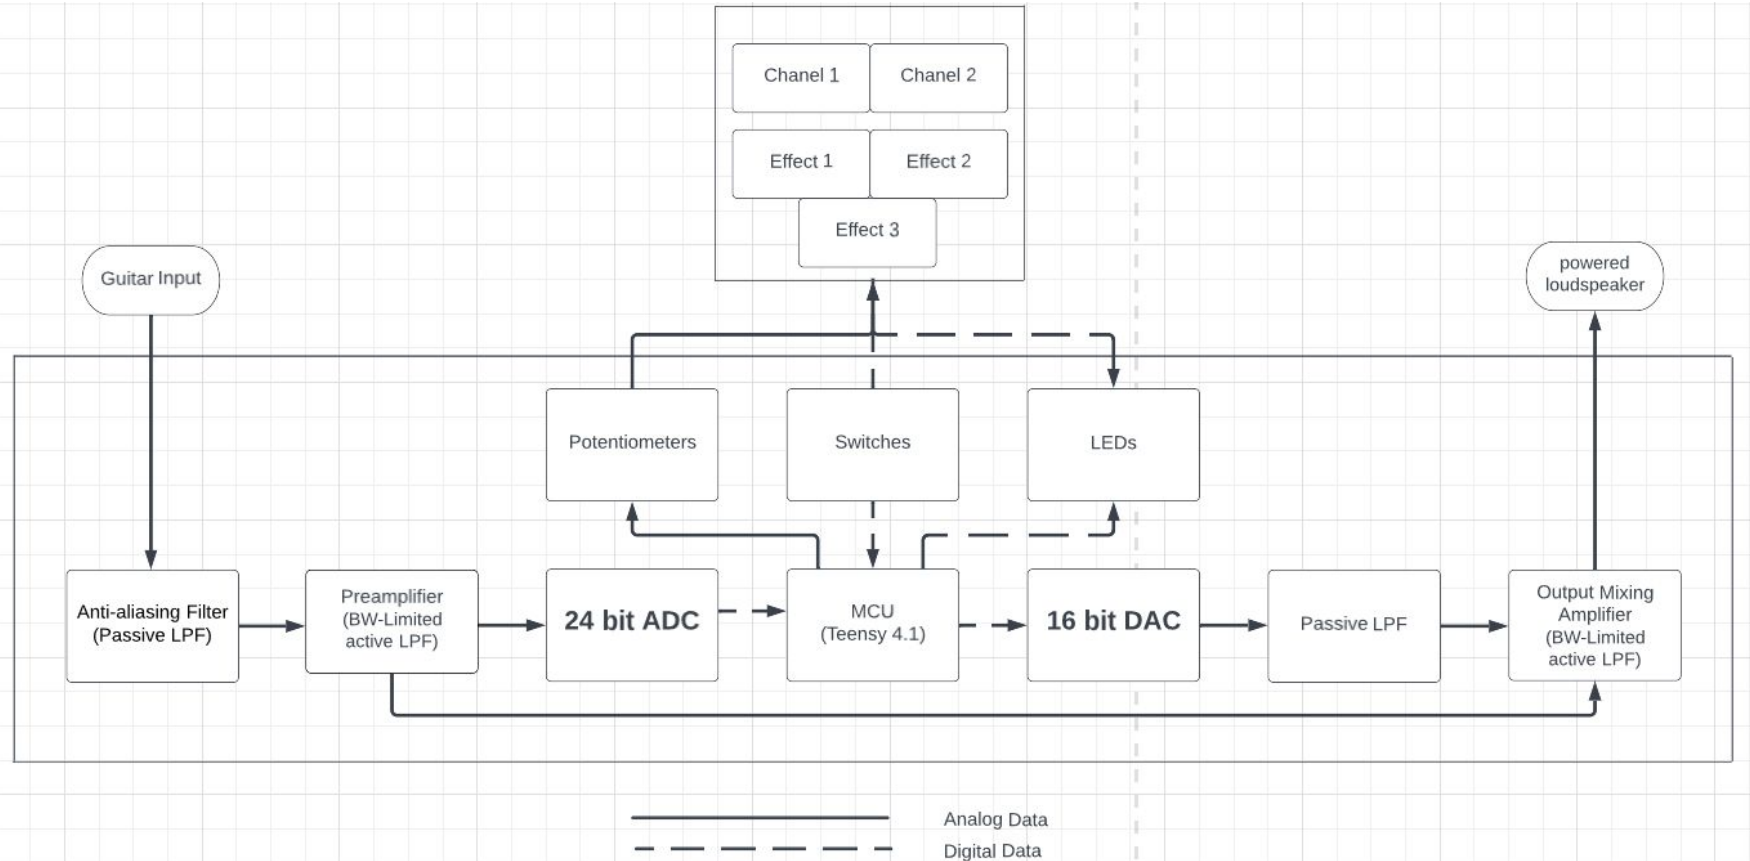 Chanel 1
Chanel 2
Effect 1
Effect 2
Effect 3
Guitar Input
powered
loudspeaker
Potentiometers
Switches
LEDs
Anti-aliasing Filter
(Passive LPF)
Preamplifier
(BW-Limited
active LPF)
24 bit ADC
MCU
(Teensy 4.1)
16 bit DAC
Passive LPF
Output Mixing
Amplifier
(BW-Limited
active LPF)
Analog Data
Digital Data